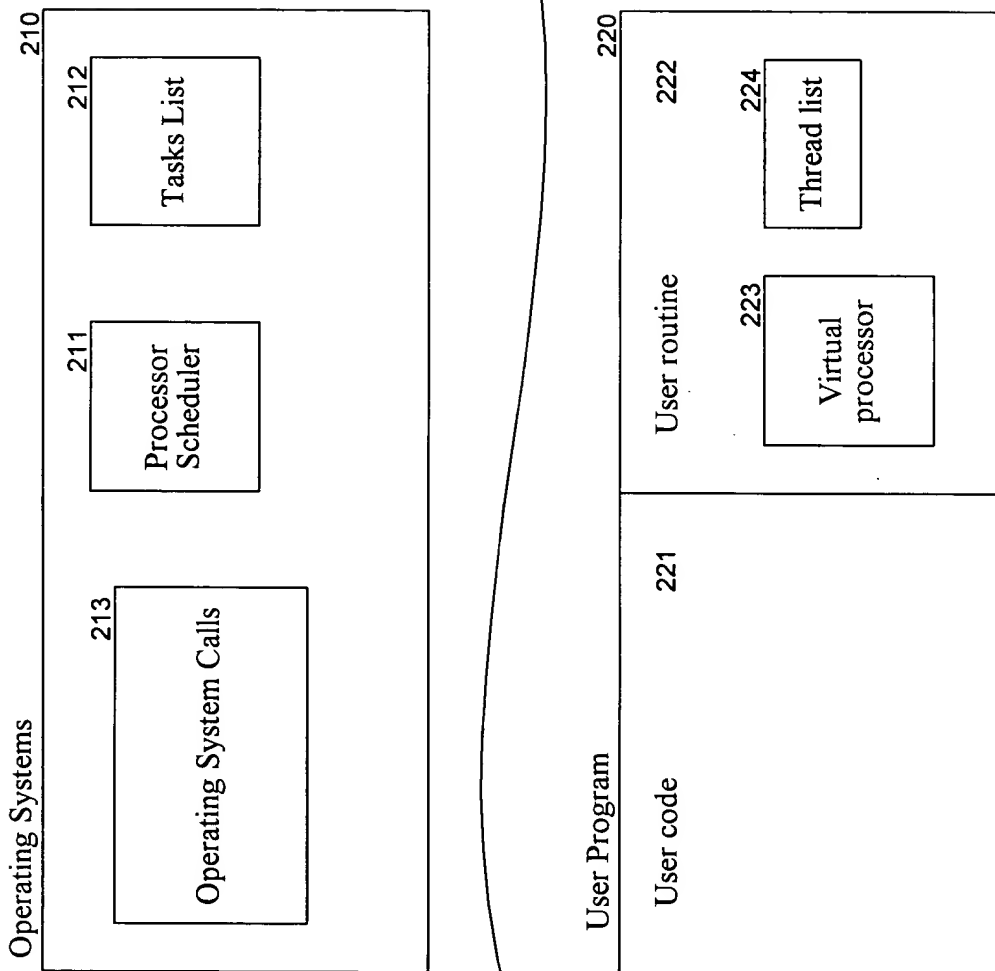 Operating Systems
210
213
Operating System Calls
211
Processor
Scheduler
212
Tasks List
User Program
220
User code
221
User routine
222
223
Virtual
processor
224
Thread list